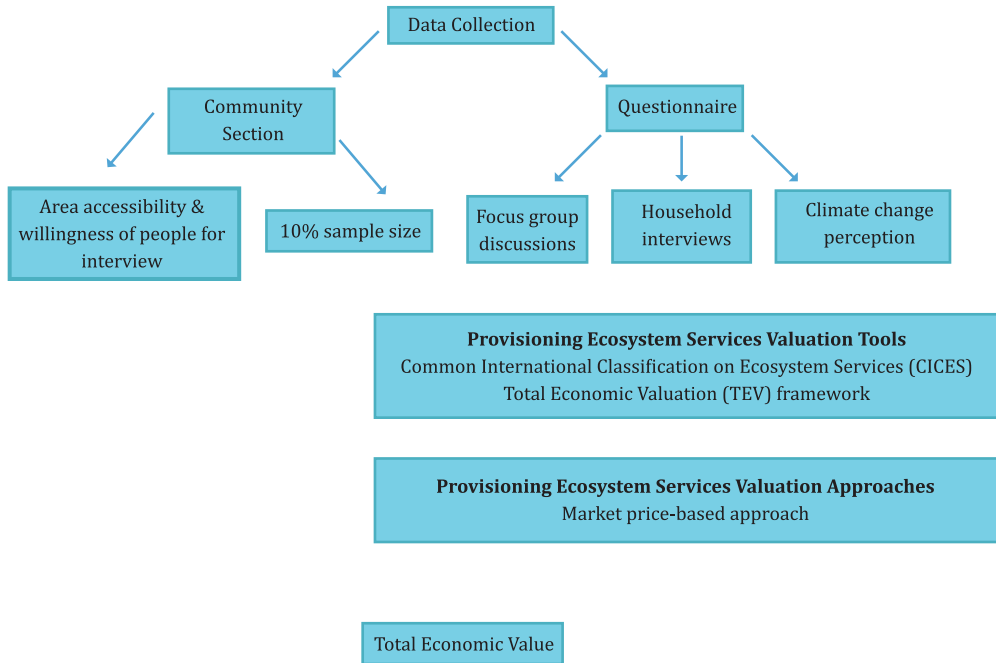 Data Collection
Community
Section
Questionnaire
Area accessibility &
willingness of people for
interview
10% sample size
Focus group
discussions
Household
interviews
Climate change
perception
Provisioning Ecosystem Services Valuation Tools
Common International Classification on Ecosystem Services (CICES)
Total Economic Valuation (TEV) framework
Provisioning Ecosystem Services Valuation Approaches
Market price-based approach
Total Economic Value